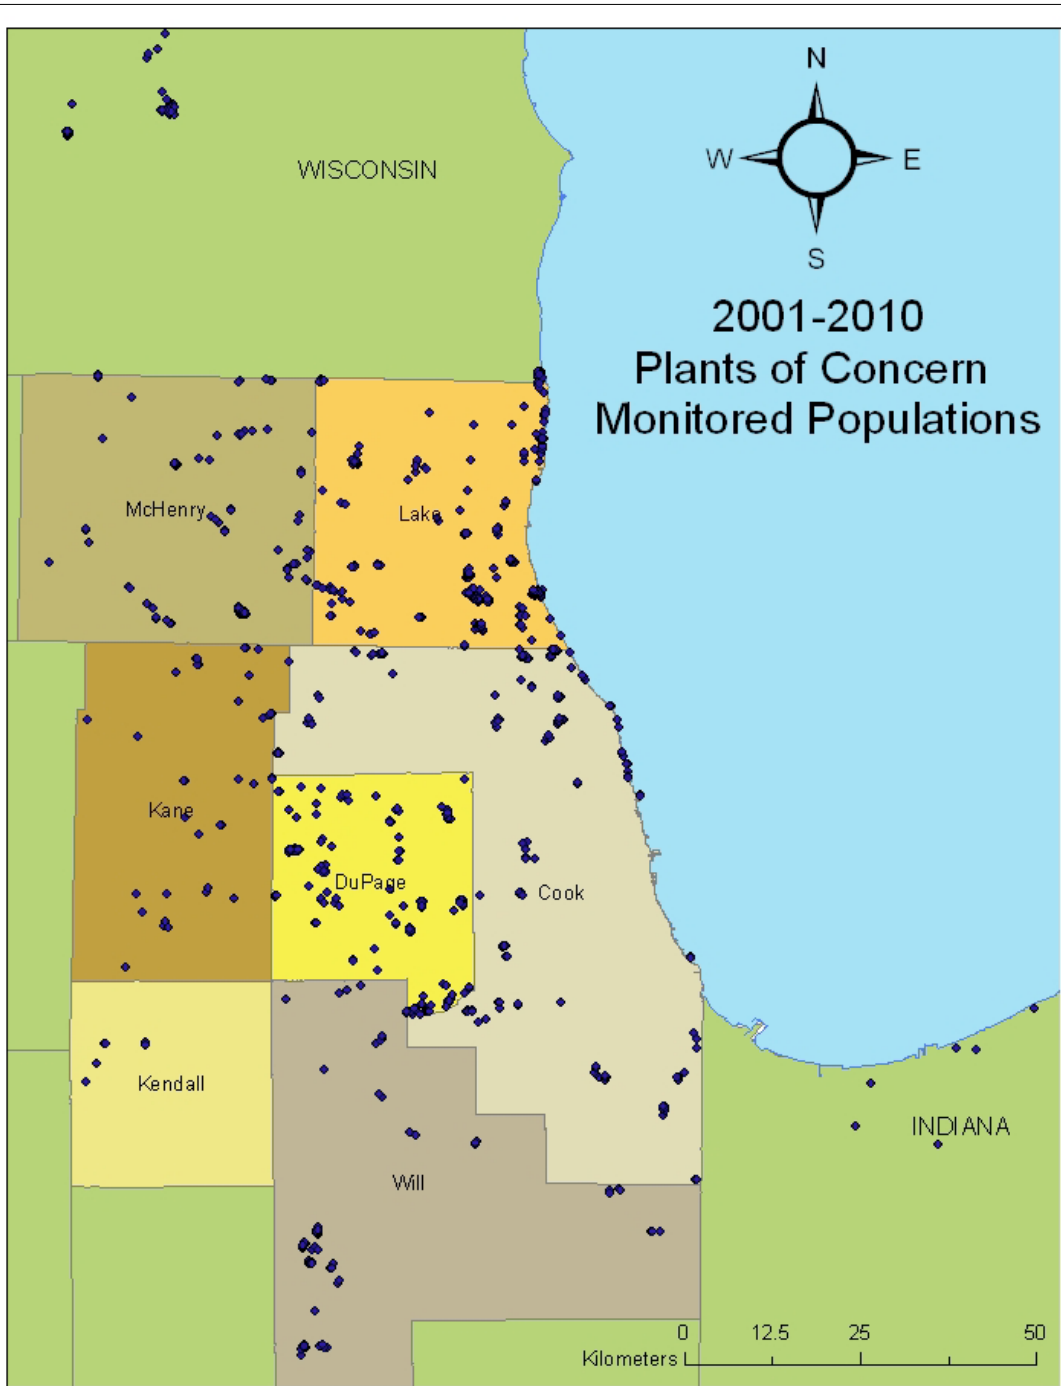 N
W E
S
WISCONSIN
2001-2010
Plants of Concern
Monitored Populations
McHenry
Lake
Kane
DuPage
Cook
Kendall
INDIANA
Will
0 12.5 25 50
Kilometers